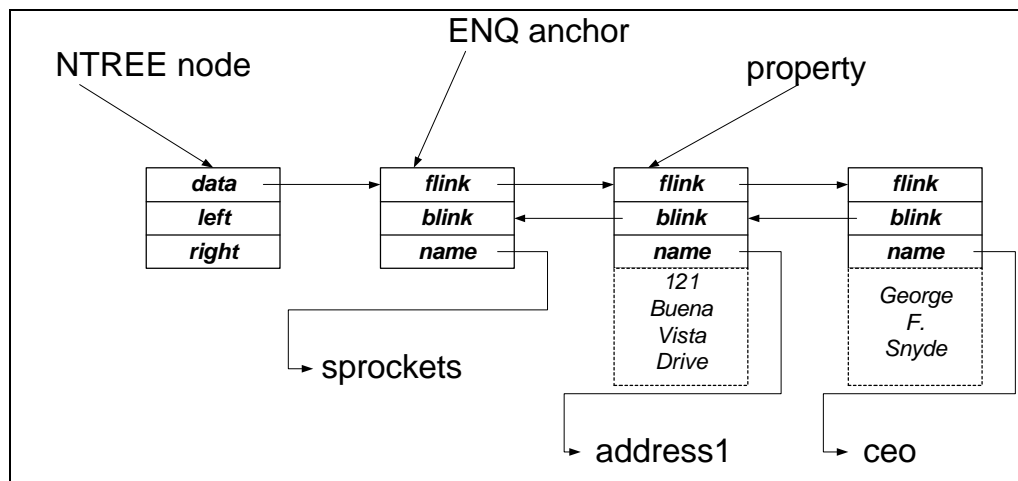 ENQ anchor
NTREE node
property
data
flink
flink
flink
left
blink
blink
blink
right
name
name
name
121
Buena
Vista
Drive
George
F.
Snyde
sprockets
address1
ceo